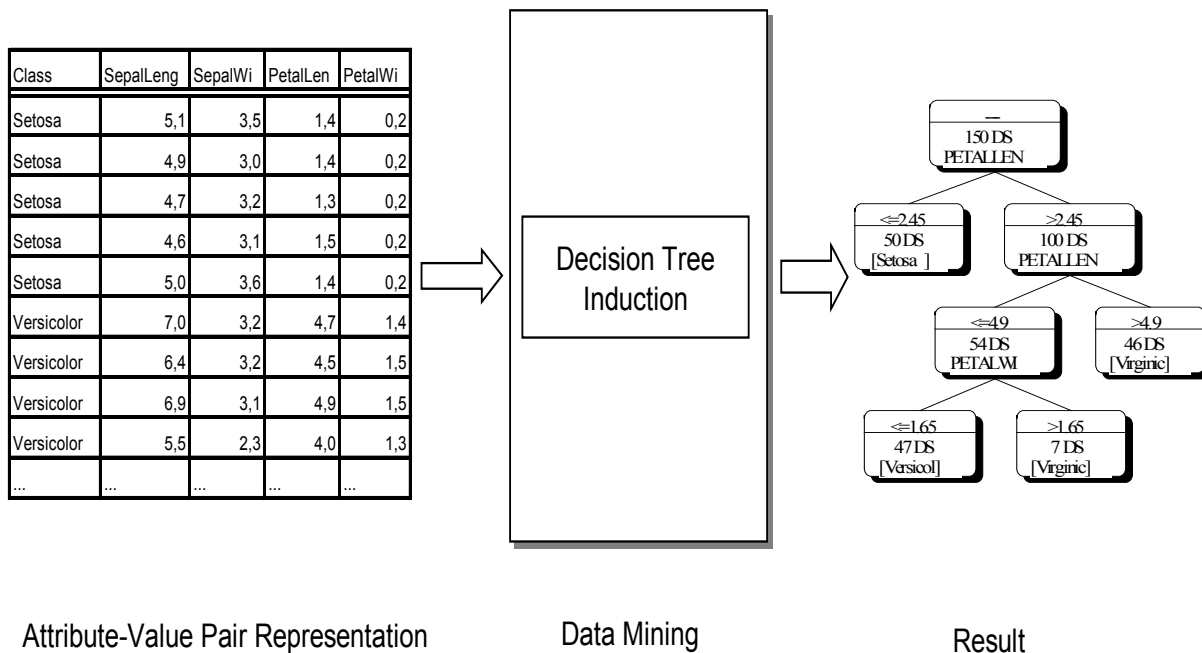 Class SepalLeng SepalWi PetalLen PetalWi
Setosa 5,1 3,5 1,4 0,2
Setosa 4,9 3,0 1,4 0,2
Setosa 4,7 3,2 1,3 0,2
Setosa 4,6 3,1 1,5 0,2
Setosa 5,0 3,6 1,4 0,2
Versicolor 7,0 3,2 4,7 1,4
Versicolor 6,4 3,2 4,5 1,5
Versicolor 6,9 3,1 4,9 1,5
Versicolor 5,5 2,3 4,0 1,3
... ... ... ... ...
Decision Tree
Induction
---
150 DS
PETALLEN
<=2.45
50 DS
[Setosa ]
>2.45
100 DS
PETALLEN
<=4.9
54 DS
PETALWI
>4.9
46 DS
[Virginic]
<=1.65
47 DS
[Versicol]
>1.65
7 DS
[Virginic]
Attribute-Value Pair Representation
Data Mining
Result